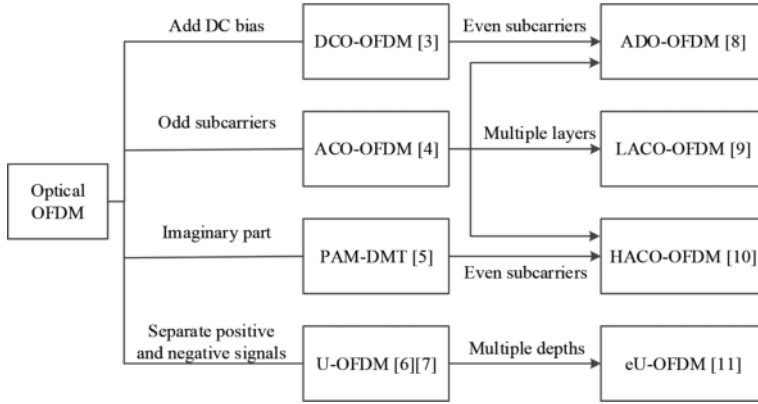 Add DC bias
DCO-OFDM [3]
Even subcarriers
ADO-OFDM [8]
Odd subcarriers
ACO-OFDM [4]
Multiple layers
LACO-OFDM [9]
Optical
OFDM
Imaginary part
PAM-DMT [5]
Even subcarriers
HACO-OFDM [10]
Separate positive
and negative signals
U-OFDM [6][7]
Multiple depths
eU-OFDM [11]